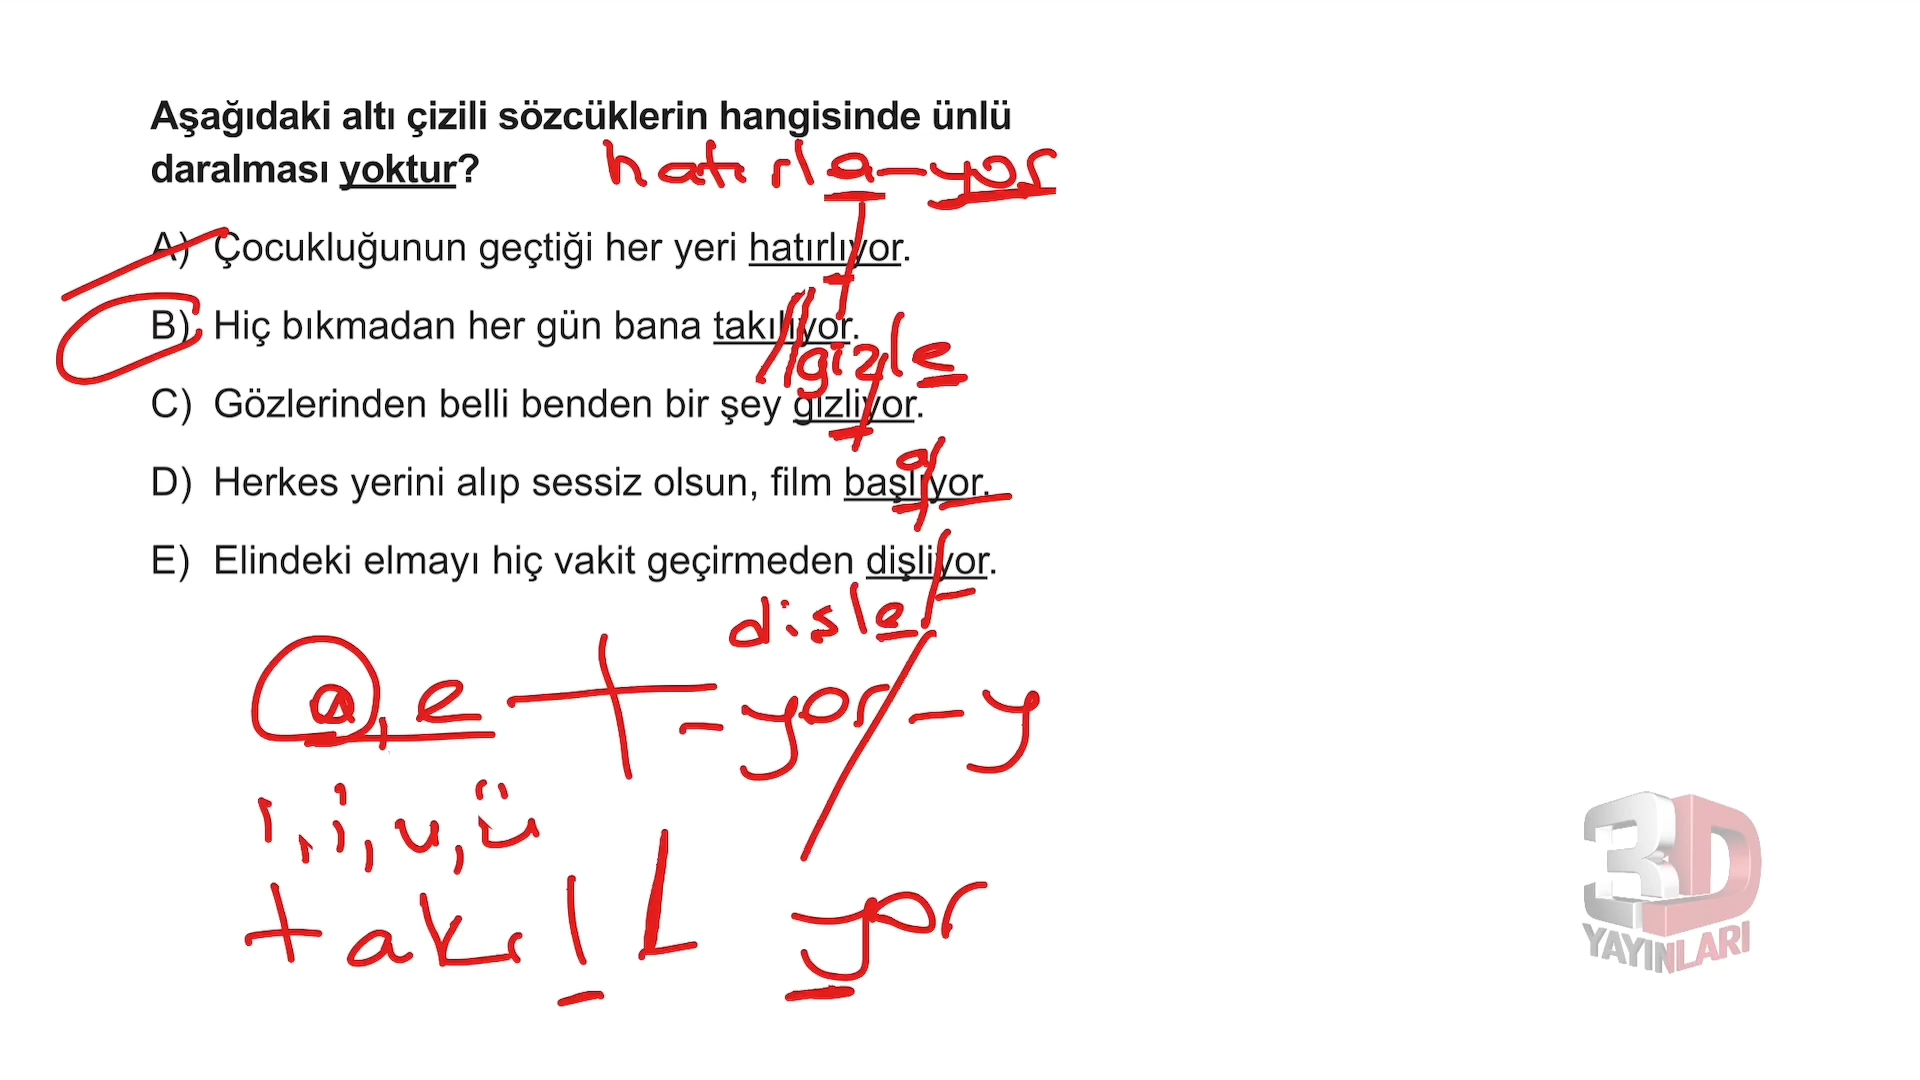 Aşağıdaki altı çizili sözcüklerin hangisinde ünlü
daralması yoktur?
hatırla-yor
A) Çocukluğunun geçtiği her yeri hatırlıyor.
B) Hiç bıkmadan her gün bana takılıyor.
gizle
C) Gözlerinden belli benden bir şey gizliyor.
a
D) Herkes yerini alıp sessiz olsun, film başlıyor.
E) Elindeki elmayı hiç vakit geçirmeden dişliyor.
dişle
a, e + -yor / -y
ı, i, u, ü
takıl yor
3D
YAYINLARI